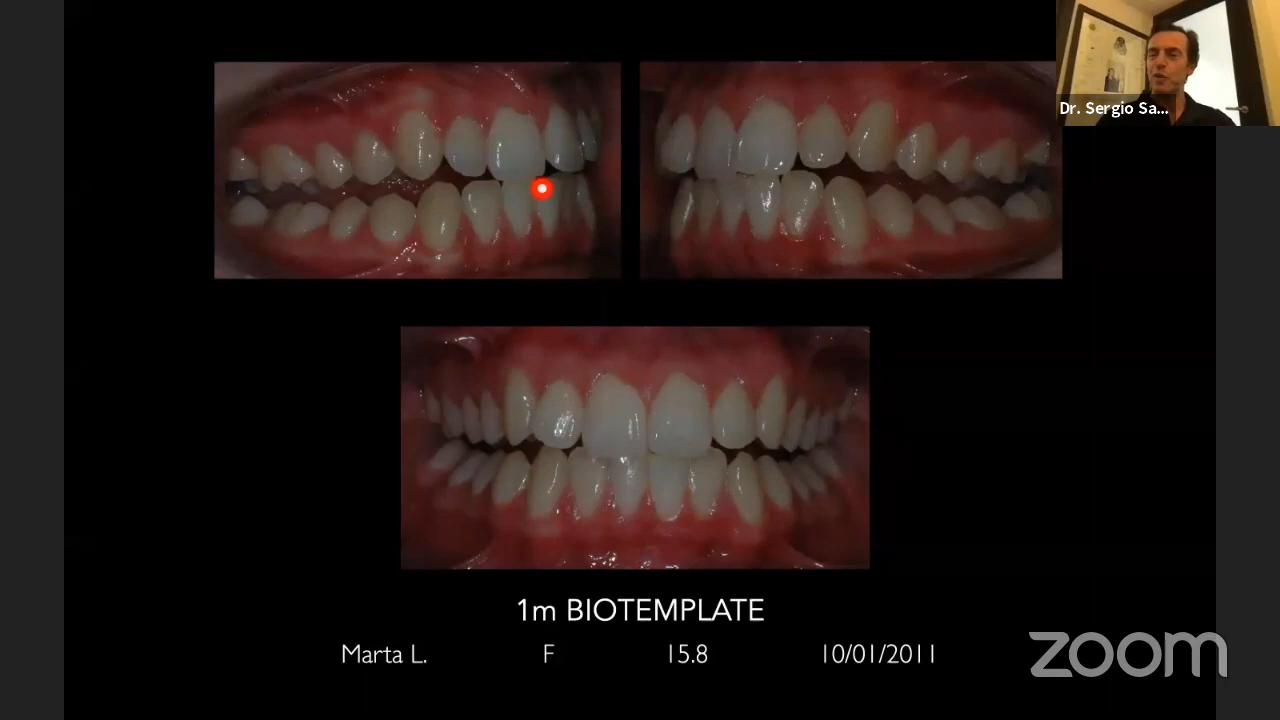 Dr. Sergio Sa...
1m BIOTEMPLATE
Marta L. F 15.8 10/01/2011
zoom